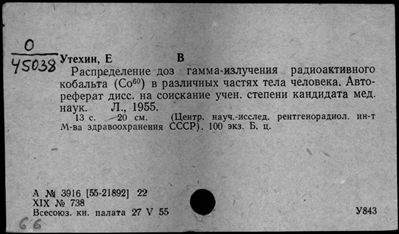 О
45038
Утехин, Е В
Распределение доз гамма-излучения радиоактивного
кобальта (Со⁶⁰) в различных частях тела человека. Авто-
реферат дисс. на соискание учен. степени кандидата мед.
наук. Л., 1955.
13 с. 20 см. (Центр. науч.-исслед. рентгенорадиол. ин-т
М-ва здравоохранения СССР). 100 экз. Б. ц.
А № 3916 [55-21892] 22
XIX № 738
Всесоюз. кн. палата 27 V 55 У843
66